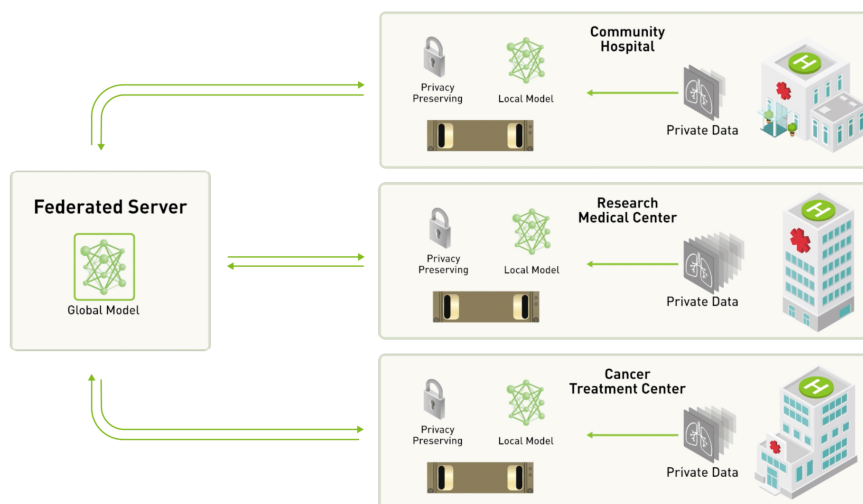 Community
Hospital
Privacy
Preserving
Local Model
Private Data
H
Federated Server
Global Model
Research
Medical Center
Privacy
Preserving
Local Model
Private Data
H
Cancer
Treatment Center
Privacy
Preserving
Local Model
Private Data
H